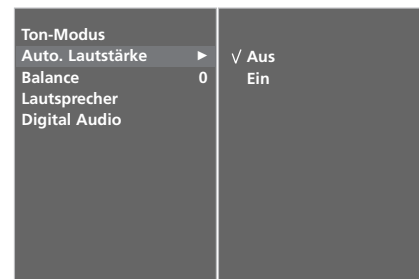 Ton-Modus
Auto. Lautstärke ►
Balance 0
Lautsprecher
Digital Audio
√ Aus
Ein